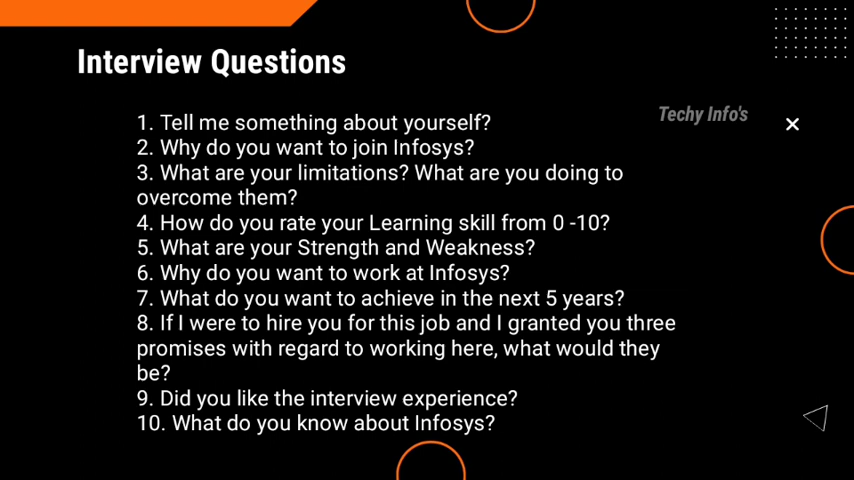 Interview Questions
Techy Info's
1. Tell me something about yourself?
2. Why do you want to join Infosys?
3. What are your limitations? What are you doing to
overcome them?
4. How do you rate your Learning skill from 0 -10?
5. What are your Strength and Weakness?
6. Why do you want to work at Infosys?
7. What do you want to achieve in the next 5 years?
8. If I were to hire you for this job and I granted you three
promises with regard to working here, what would they
be?
9. Did you like the interview experience?
10. What do you know about Infosys?